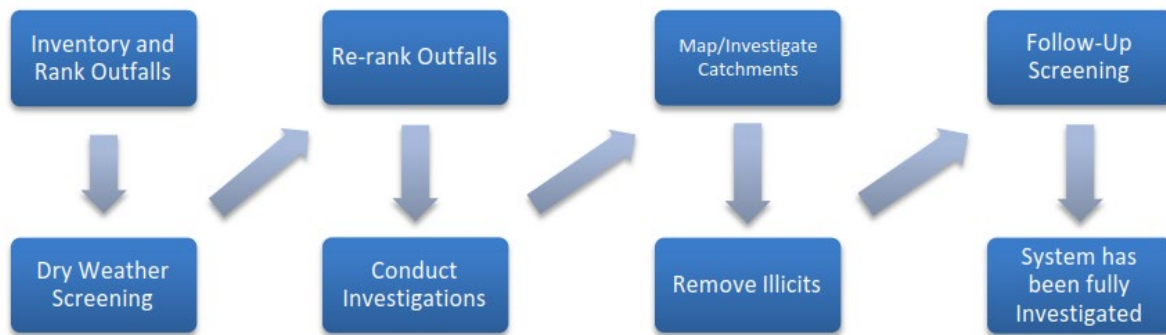 Inventory and
Rank Outfalls
Dry Weather
Screening
Re-rank Outfalls
Conduct
Investigations
Map/Investigate
Catchments
Remove Illicits
Follow-Up
Screening
System has
been fully
Investigated